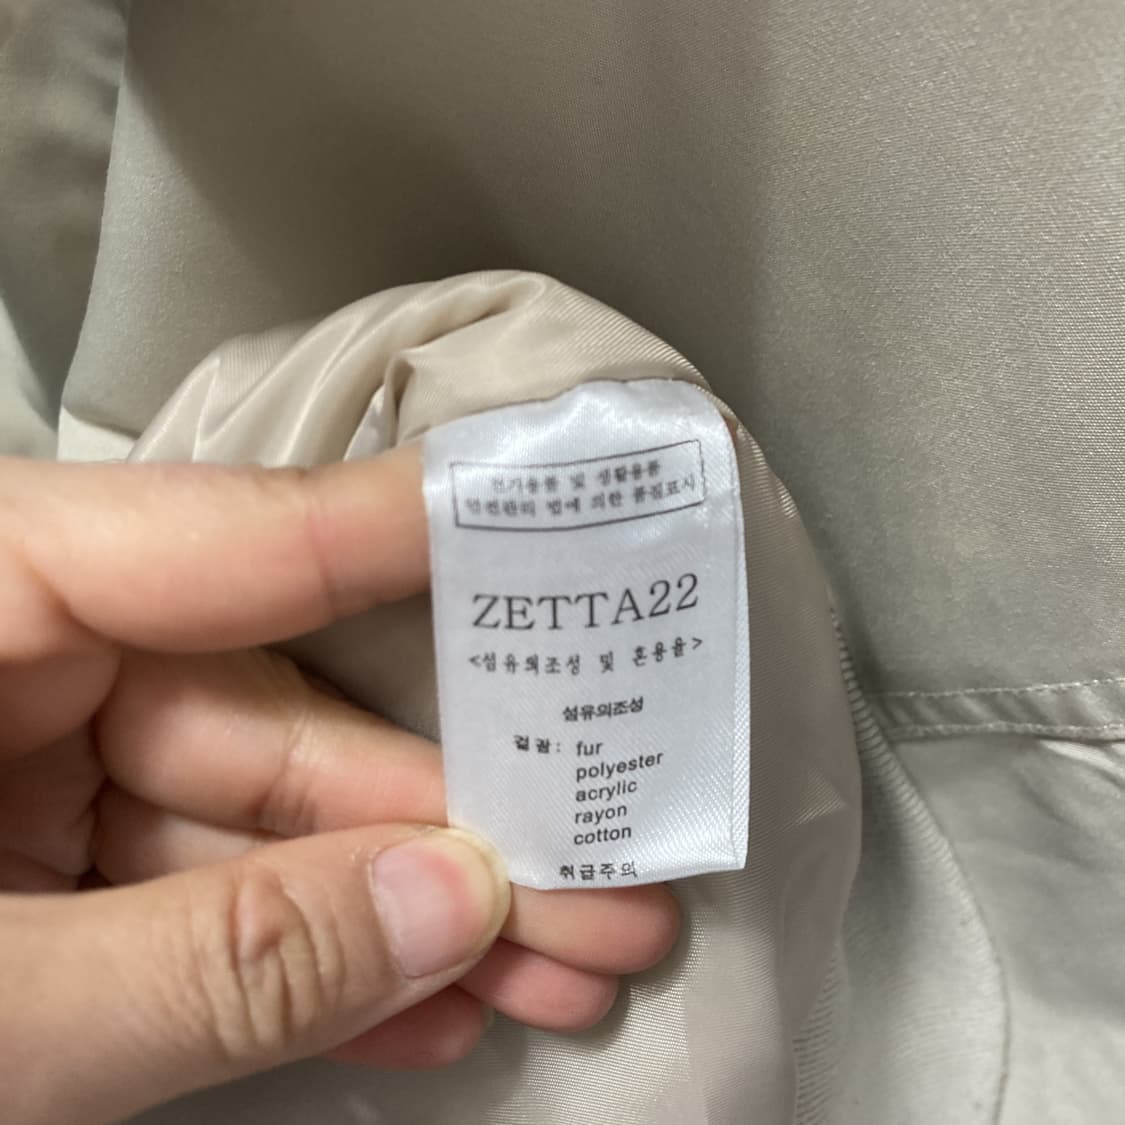 전기용품 및 생활용품
안전관리 법에 의한 품질표시
ZETTA22
<섬유의조성 및 혼용율>
섬유의조성
겉감: fur
polyester
acrylic
rayon
cotton
취급주의